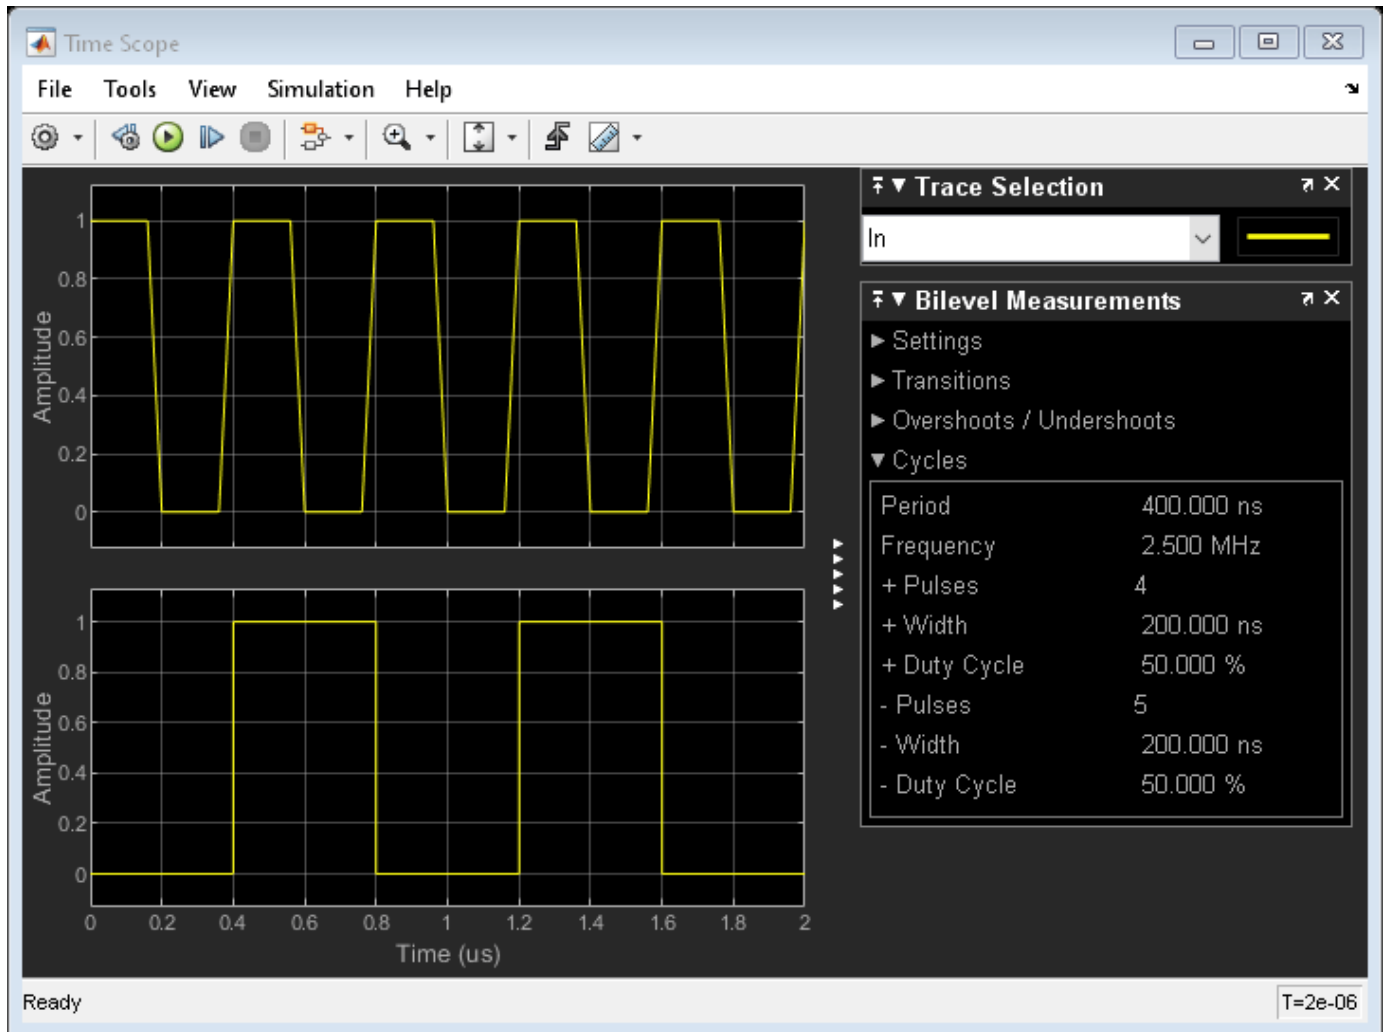 Time Scope
File Tools View Simulation Help
Trace Selection
In
Bilevel Measurements
Settings
Transitions
Overshoots / Undershoots
Cycles
Period 400.000 ns
Frequency 2.500 MHz
+ Pulses 4
+ Width 200.000 ns
+ Duty Cycle 50.000 %
- Pulses 5
- Width 200.000 ns
- Duty Cycle 50.000 %
Amplitude
1
0.8
0.6
0.4
0.2
0
Amplitude
1
0.8
0.6
0.4
0.2
0
0 0.2 0.4 0.6 0.8 1 1.2 1.4 1.6 1.8 2
Time (us)
Ready T=2e-06